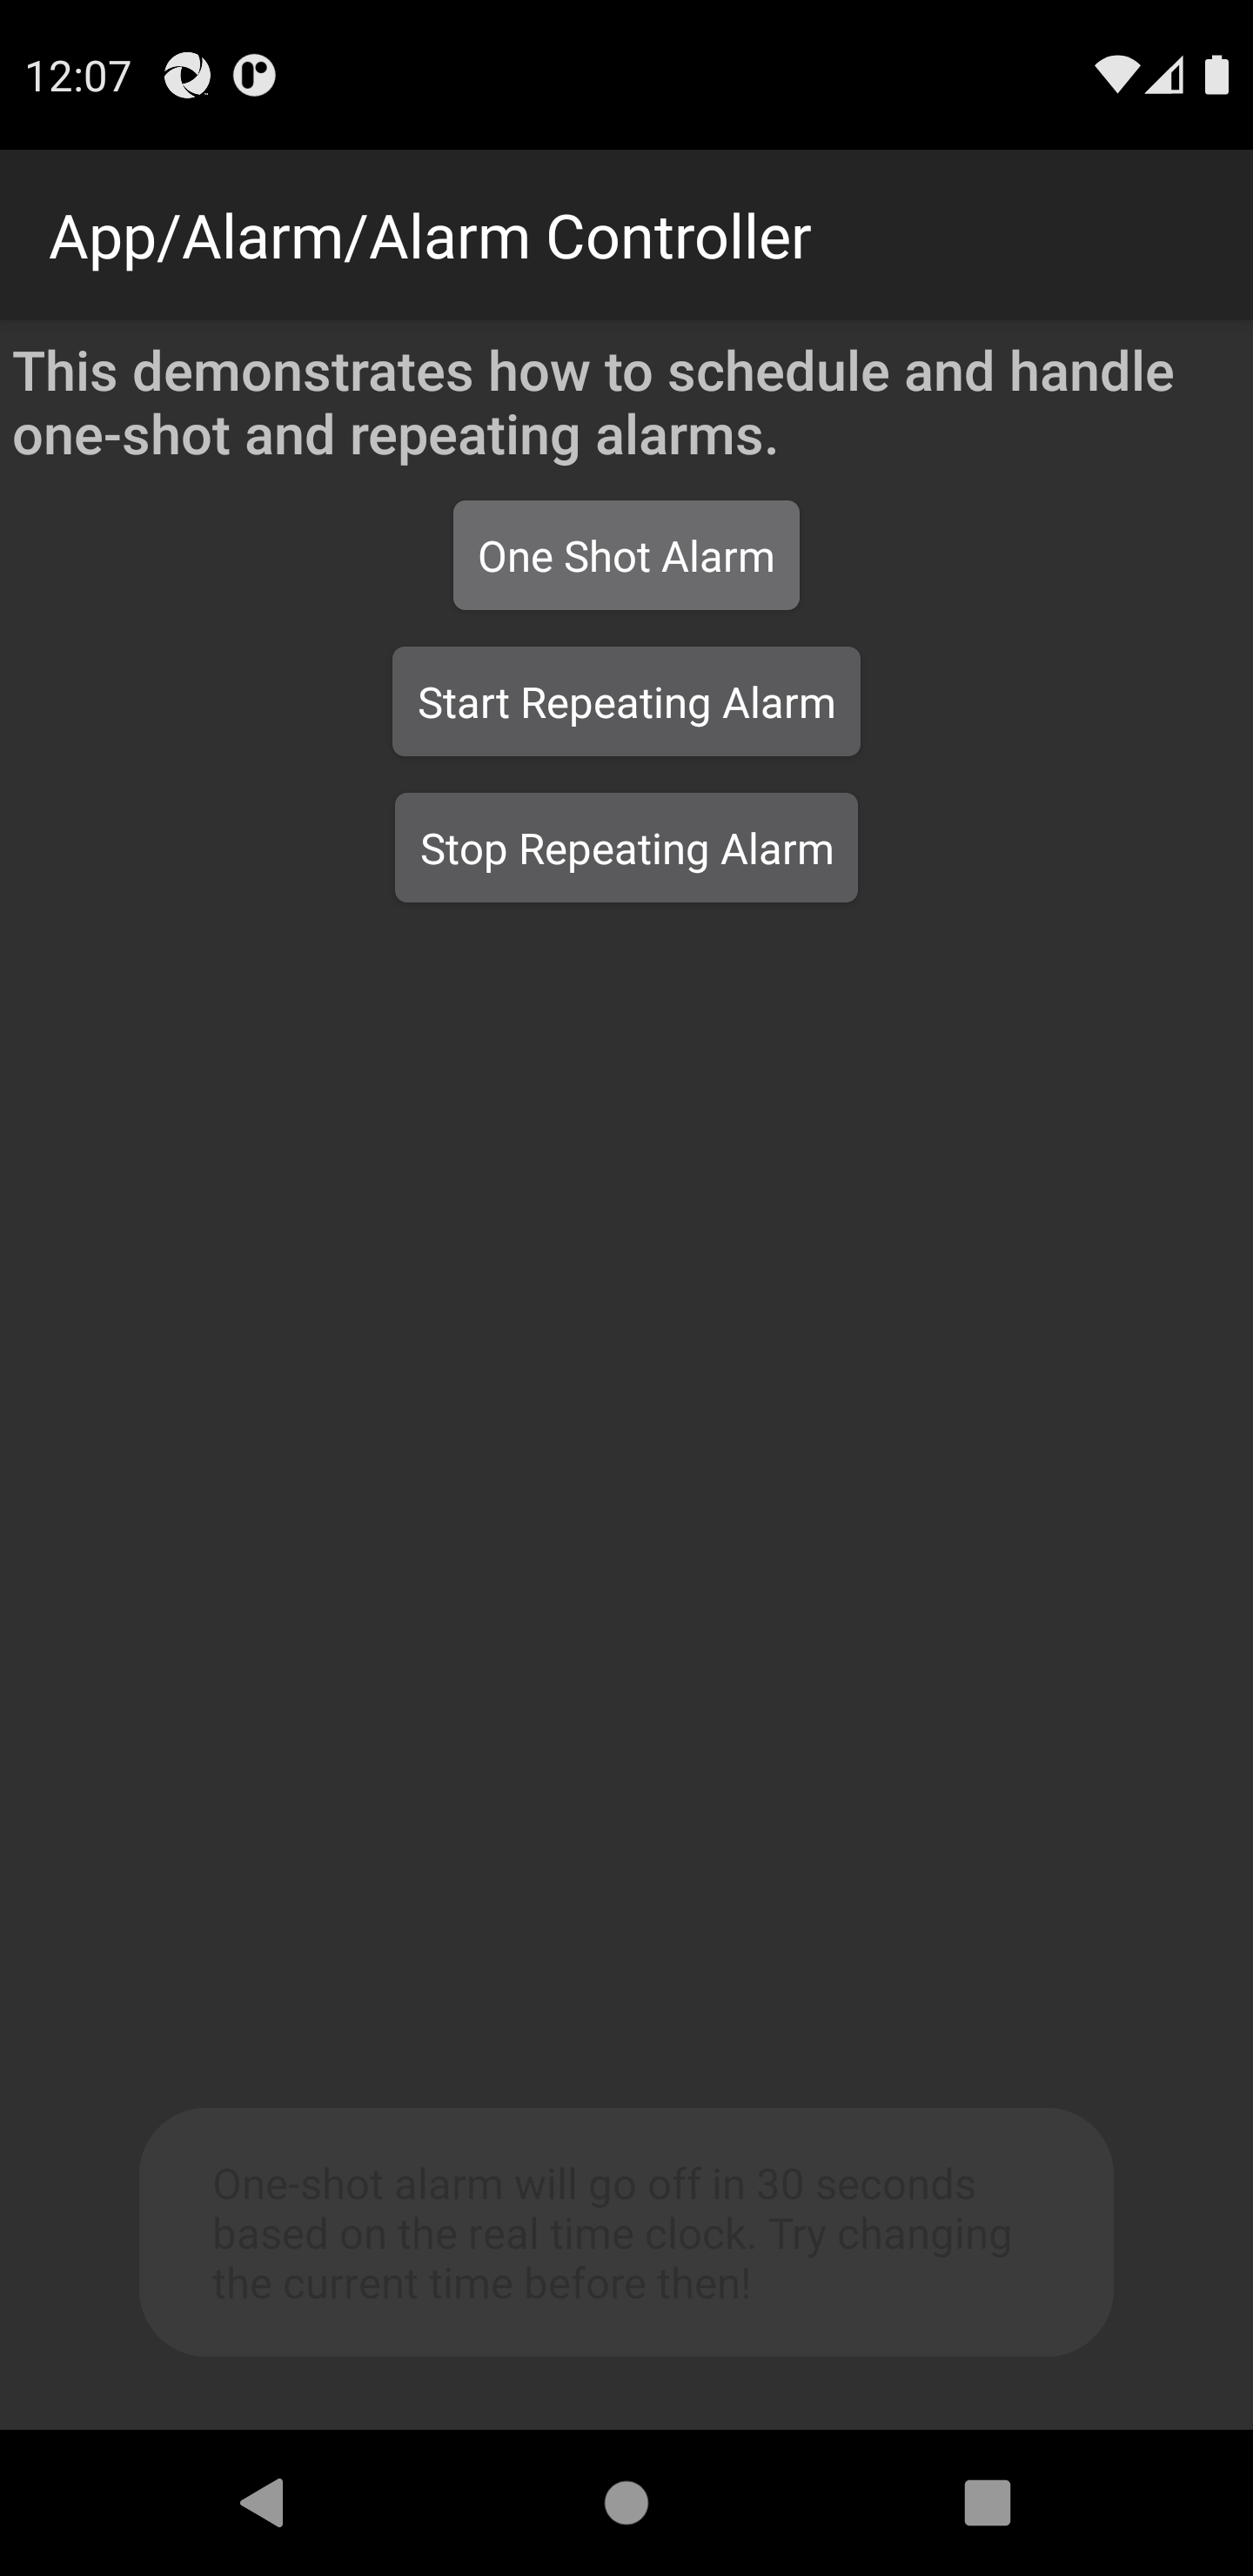 12:07
App/Alarm/Alarm Controller
This demonstrates how to schedule and handle
one-shot and repeating alarms.
One Shot Alarm
Start Repeating Alarm
Stop Repeating Alarm
One-shot alarm will go off in 30 seconds
based on the real time clock. Try changing
the current time before then!